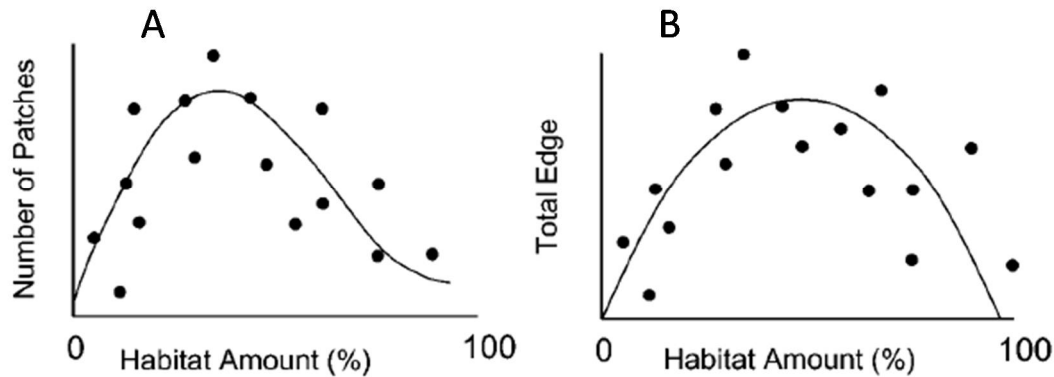 A
Number of Patches
0
100
Habitat Amount (%)
B
Total Edge
0
100
Habitat Amount (%)